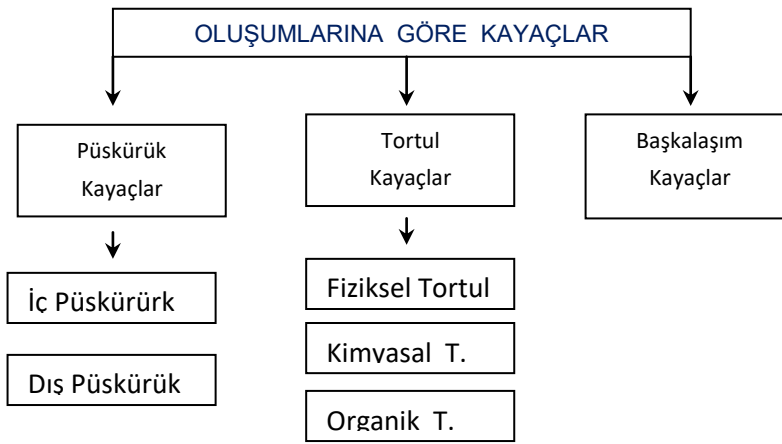 OLUŞUMLARINA GÖRE KAYAÇLAR
Püskürük
Kayaçlar
Tortul
Kayaçlar
Başkalaşım
Kayaçlar
İç Püskürürk
Dış Püskürük
Fiziksel Tortul
Kimyasal T.
Organik T.